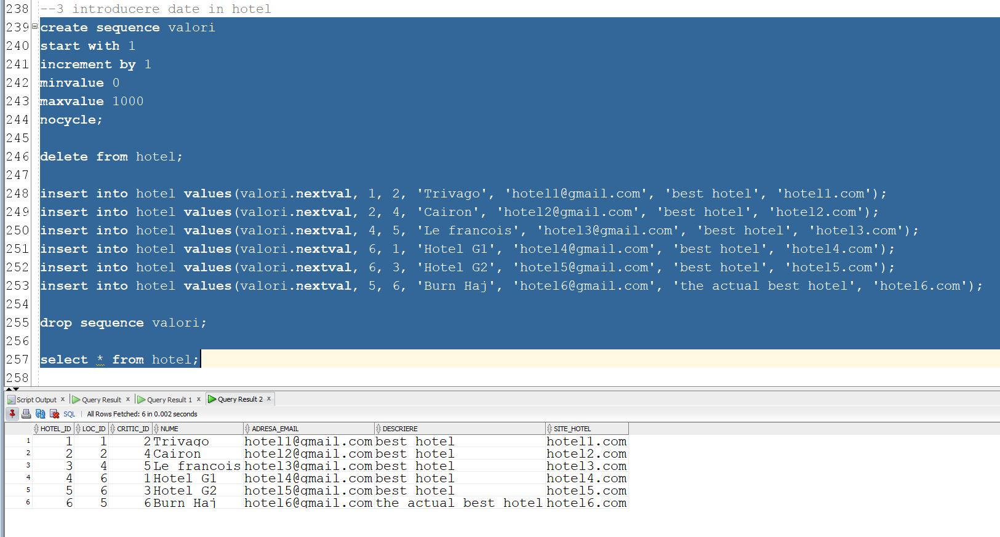 238 --3 introducere date in hotel
239 create sequence valori
240 start with 1
241 increment by 1
242 minvalue 0
243 maxvalue 1000
244 nocycle;
245
246 delete from hotel;
247
248 insert into hotel values(valori.nextval, 1, 2, 'Trivago', 'hotel1@gmail.com', 'best hotel', 'hotel1.com');
249 insert into hotel values(valori.nextval, 2, 4, 'Cairon', 'hotel2@gmail.com', 'best hotel', 'hotel2.com');
250 insert into hotel values(valori.nextval, 4, 5, 'Le francois', 'hotel3@gmail.com', 'best hotel', 'hotel3.com');
251 insert into hotel values(valori.nextval, 6, 1, 'Hotel G1', 'hotel4@gmail.com', 'best hotel', 'hotel4.com');
252 insert into hotel values(valori.nextval, 6, 3, 'Hotel G2', 'hotel5@gmail.com', 'best hotel', 'hotel5.com');
253 insert into hotel values(valori.nextval, 5, 6, 'Burn Haj', 'hotel6@gmail.com', 'the actual best hotel', 'hotel6.com');
254
255 drop sequence valori;
256
257 select * from hotel;
258
Script Output x Query Result x Query Result 1 x Query Result 2 x
SQL | All Rows Fetched: 6 in 0.002 seconds
HOTEL_ID LOC_ID CRITIC_ID NUME ADRESA_EMAIL DESCRIERE SITE_HOTEL
1 1 1 2 Trivago hotel1@gmail.com best hotel hotel1.com
2 2 2 4 Cairon hotel2@gmail.com best hotel hotel2.com
3 3 4 5 Le francois hotel3@gmail.com best hotel hotel3.com
4 4 6 1 Hotel G1 hotel4@gmail.com best hotel hotel4.com
5 5 6 3 Hotel G2 hotel5@gmail.com best hotel hotel5.com
6 6 5 6 Burn Haj hotel6@gmail.com the actual best hotel hotel6.com